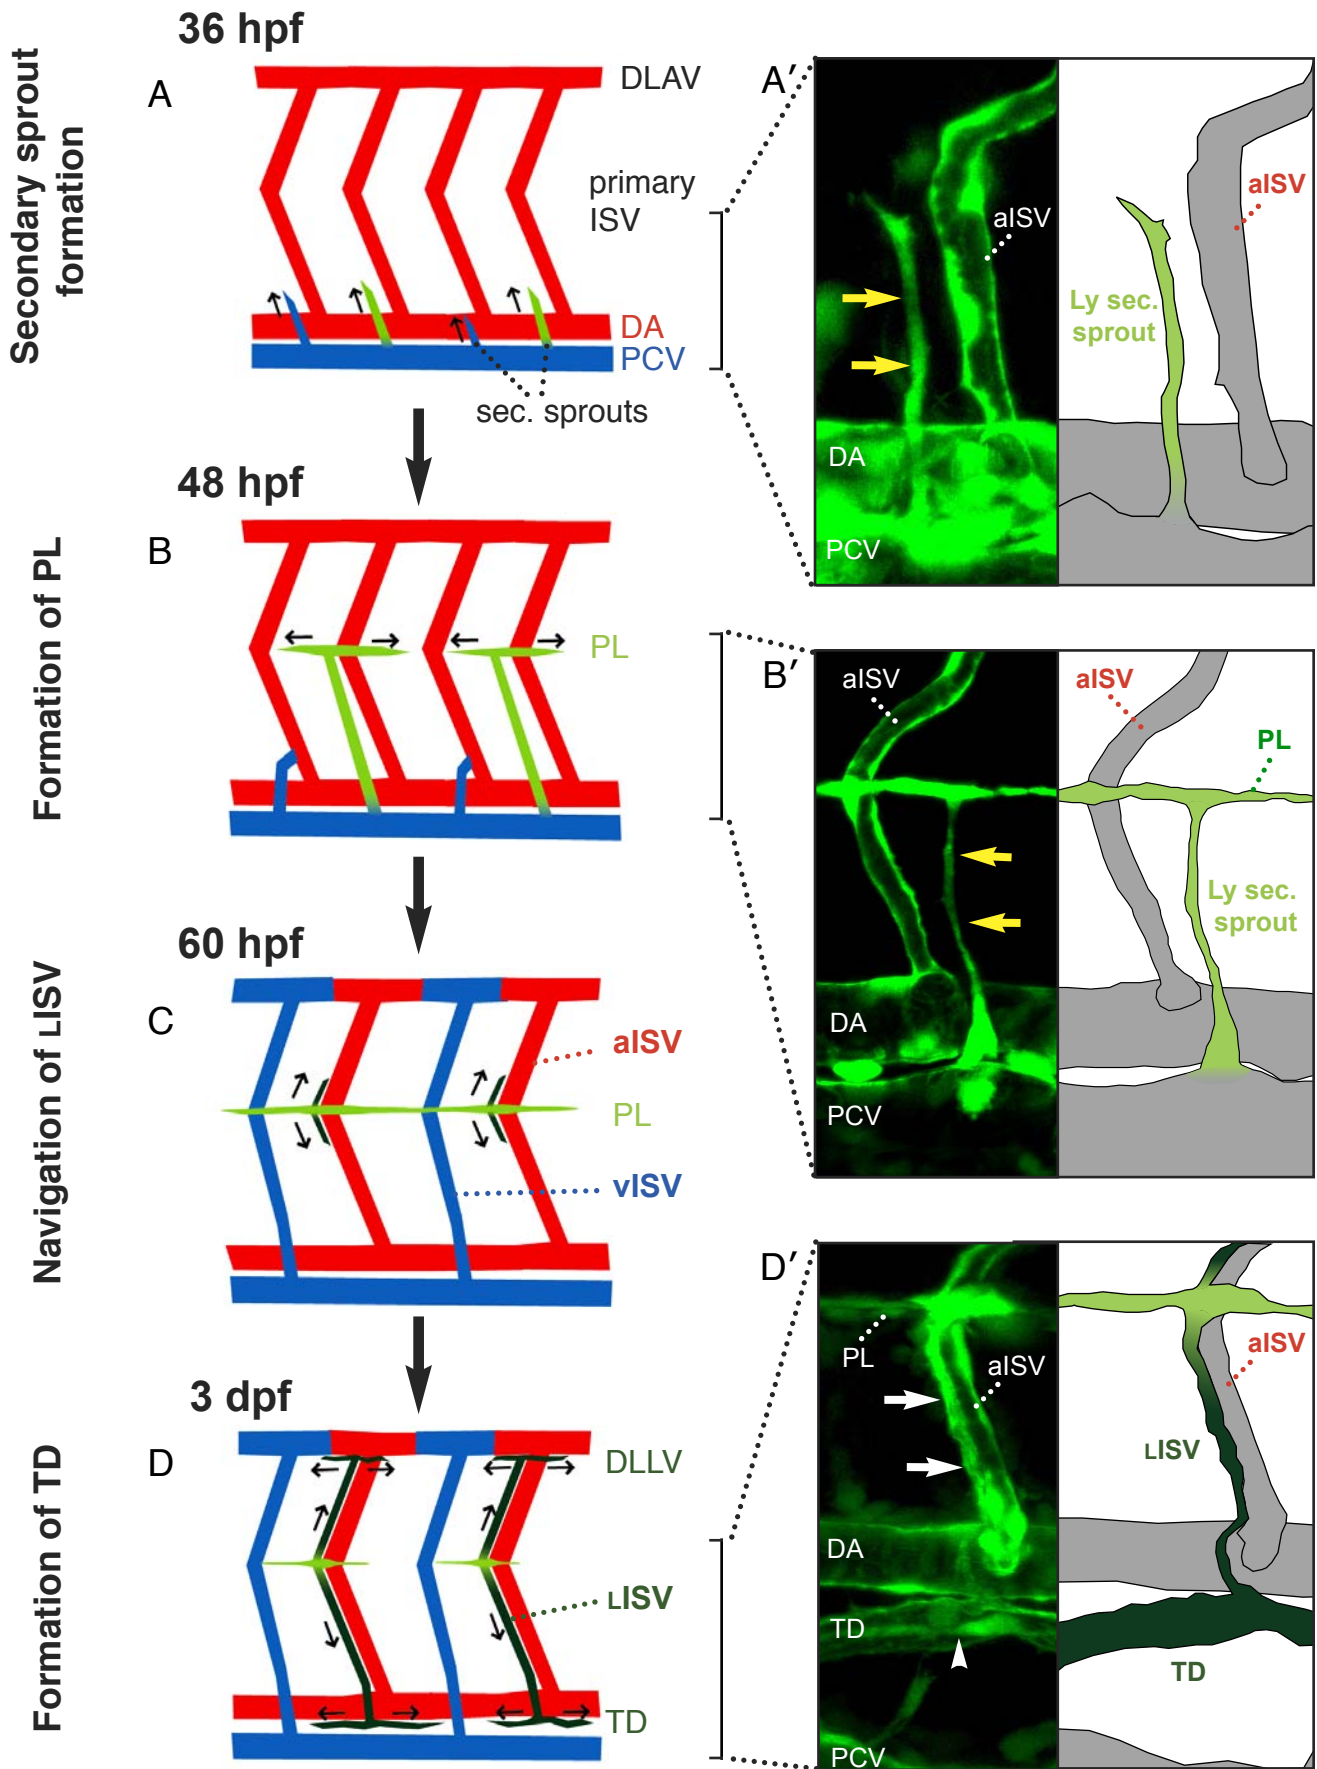 36 hpf
Secondary sprout
formation
A
DLAV
primary
ISV
DA
PCV
sec. sprouts
A′
aISV
DA
PCV
aISV
Ly sec.
sprout
48 hpf
Formation of PL
B
PL
B′
aISV
DA
PCV
aISV
PL
Ly sec.
sprout
60 hpf
Navigation of LISV
C
aISV
PL
vISV
3 dpf
Formation of TD
D
DLLV
LISV
TD
D′
PL
aISV
DA
TD
PCV
aISV
LISV
TD